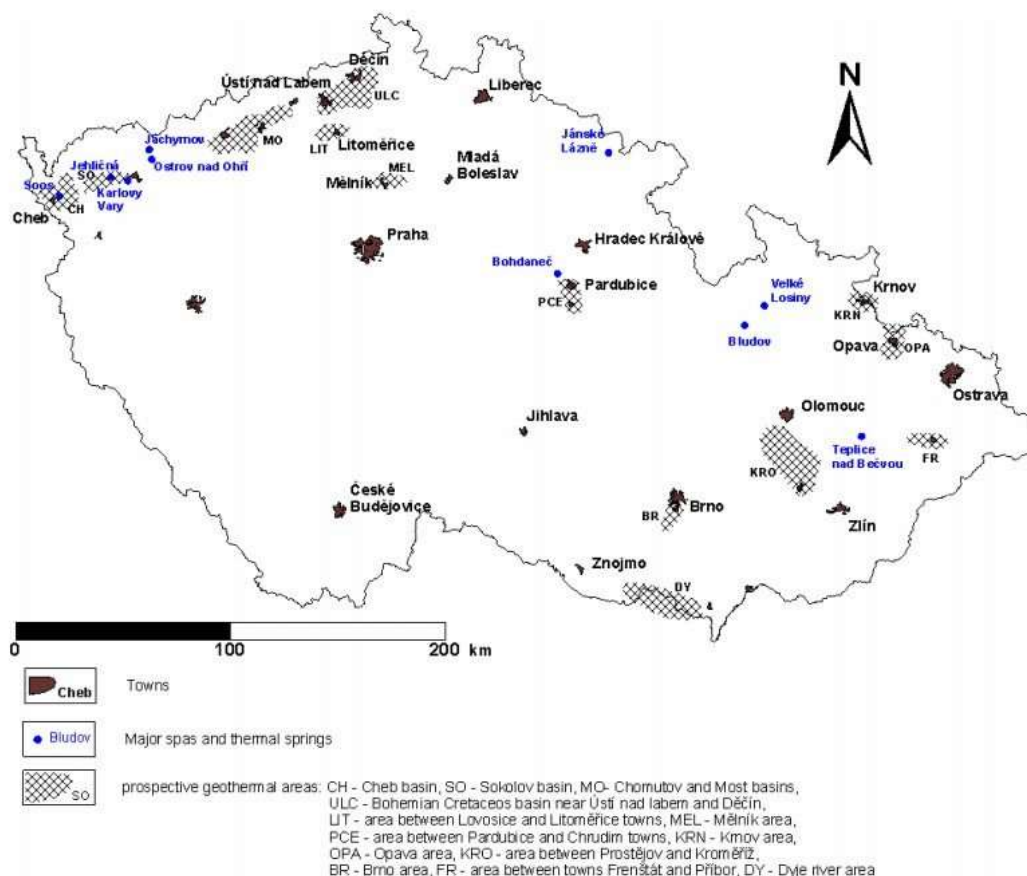 Děčín
Ústí nad Labem
ULC
Liberec
N
Jáchymov
MO
LIT
Litoměřice
Jánské
Lázně
Ostrov nad Ohří
Jehličná
SO
Mladá
Boleslav
MEL
Mělník
Soos
Karlovy
Vary
CH
Cheb
Praha
Hradec Králové
Bohdaneč
Pardubice
PCE
Velké
Losiny
Krnov
KRN
Bludov
Opava
OPA
Ostrava
Olomouc
Jihlava
Teplice
nad Bečvou
FR
KRO
České
Budějovice
Brno
BR
Zlín
Znojmo
DY
0 100 200 km
Cheb Towns
Bludov Major spas and thermal springs
SO prospective geothermal areas: CH - Cheb basin, SO - Sokolov basin, MO- Chomutov and Most basins,
ULC - Bohemian Cretaceos basin near Ústí nad labem and Děčín,
LIT - area between Lovosice and Litoměřice towns, MEL - Mělník area,
PCE - area between Pardubice and Chrudim towns, KRN - Krnov area,
OPA - Opava area, KRO - area between Prostějov and Kroměříž,
BR - Brno area, FR - area between towns Frenštát and Příbor, DY - Dyje river area